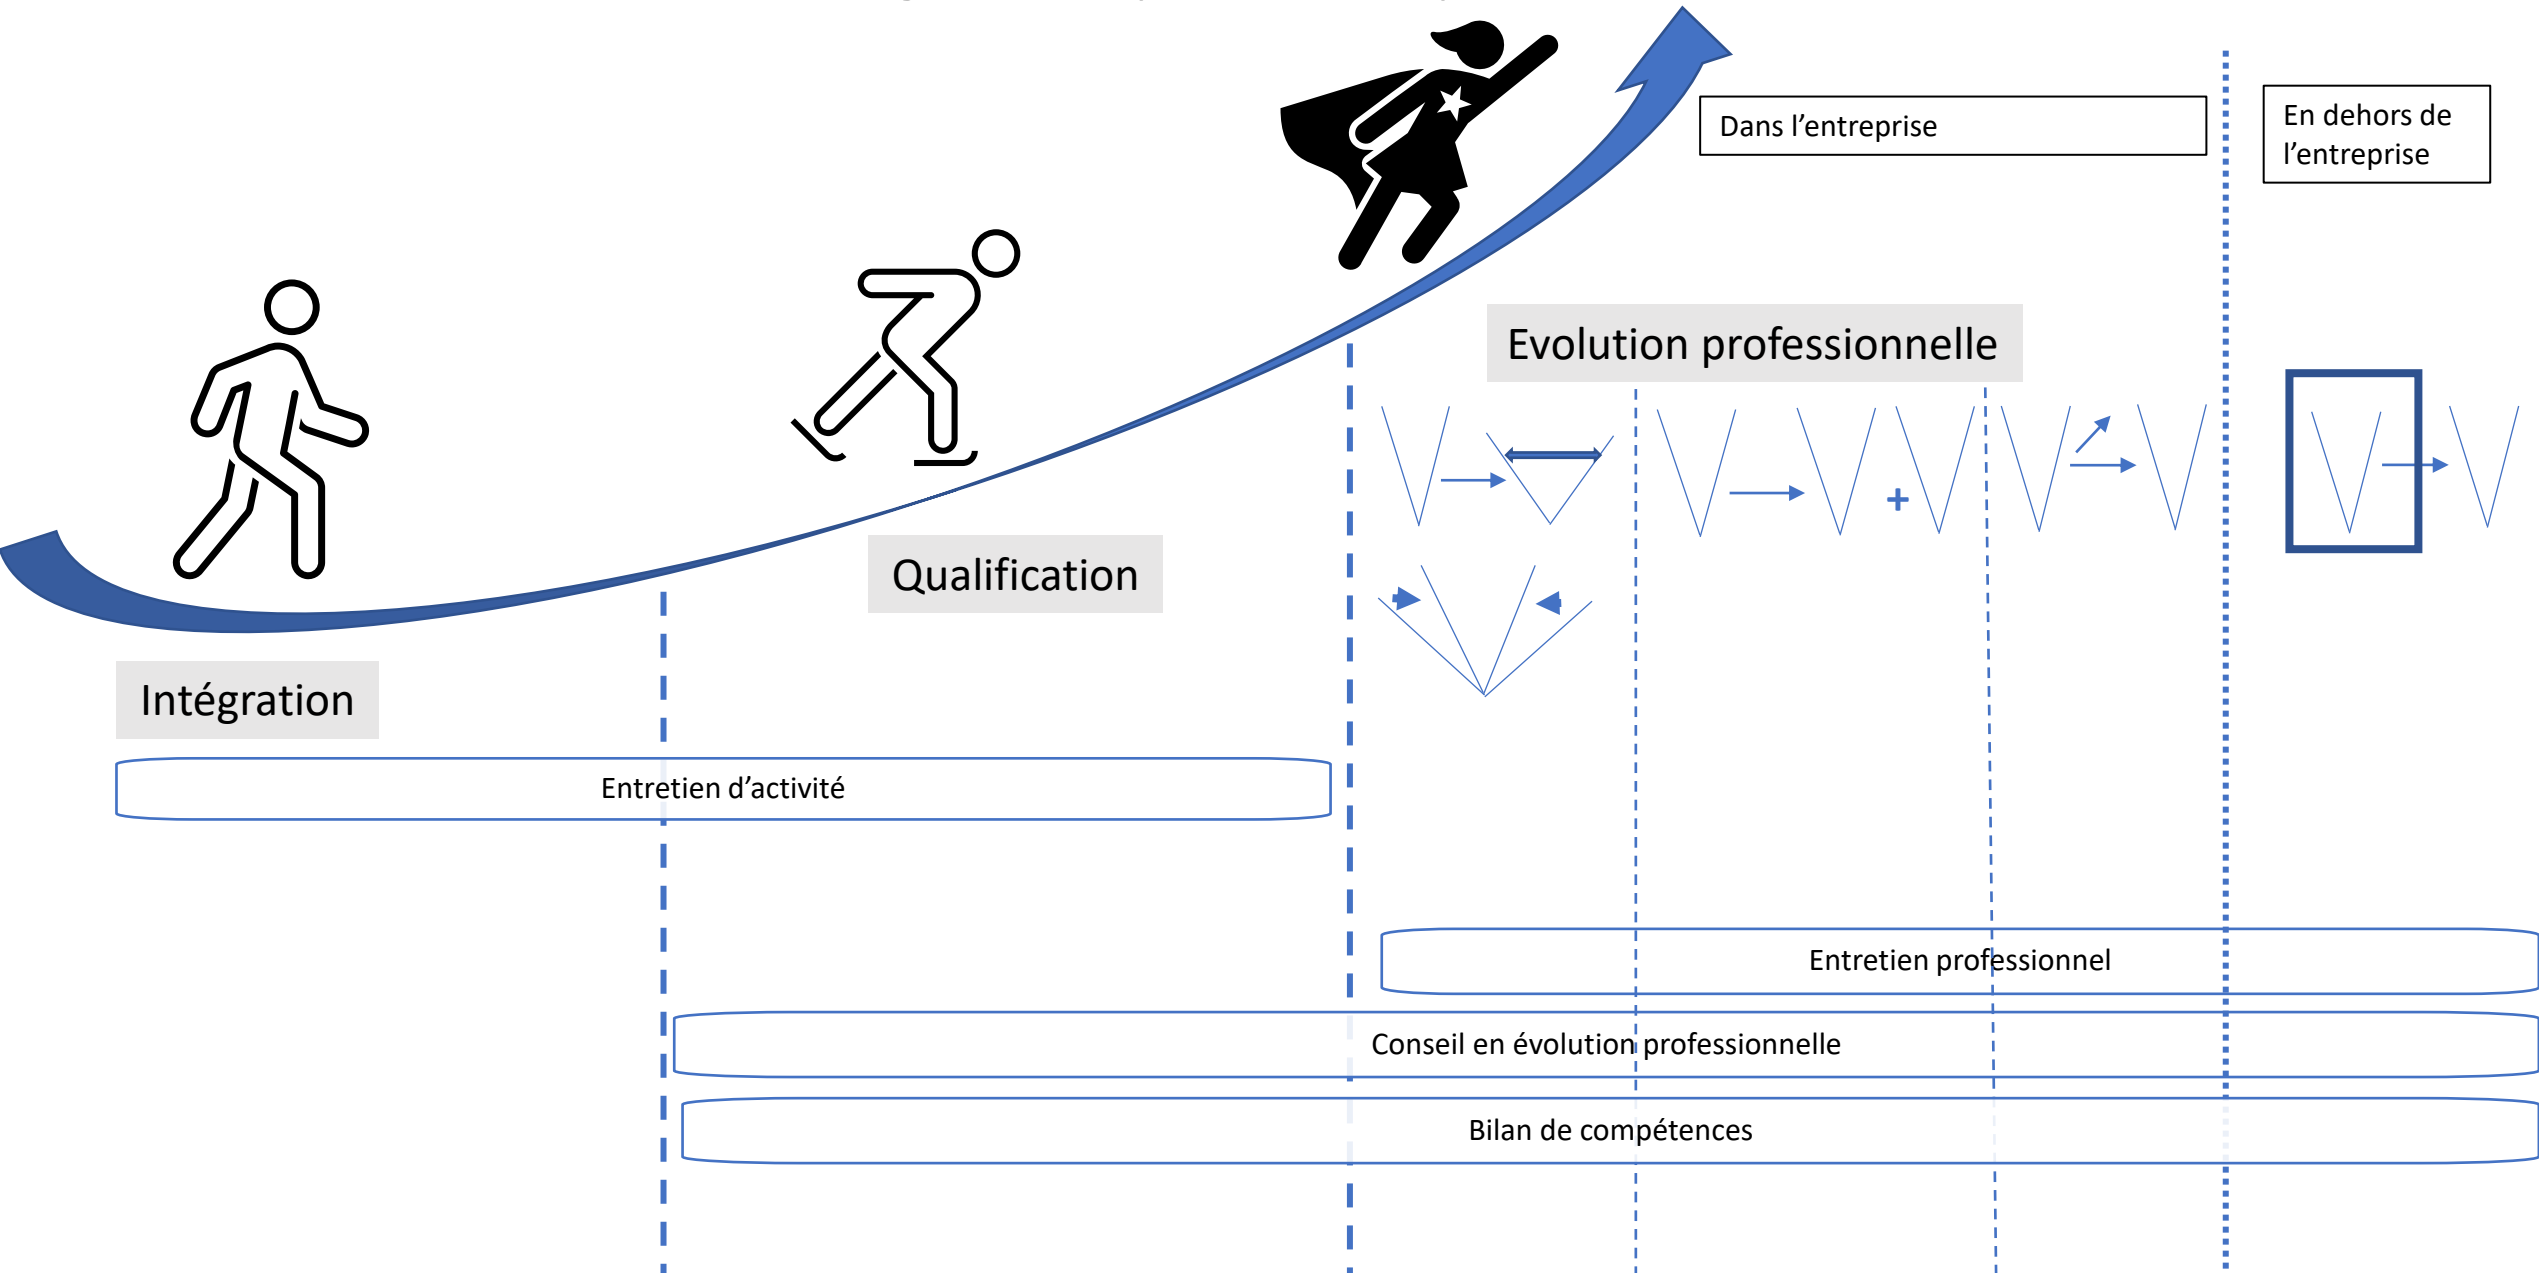 Dans l'entreprise
En dehors de
l'entreprise
Evolution professionnelle
Qualification
+
Intégration
Entretien d'activité
Entretien professionnel
Conseil en évolution professionnelle
Bilan de compétences